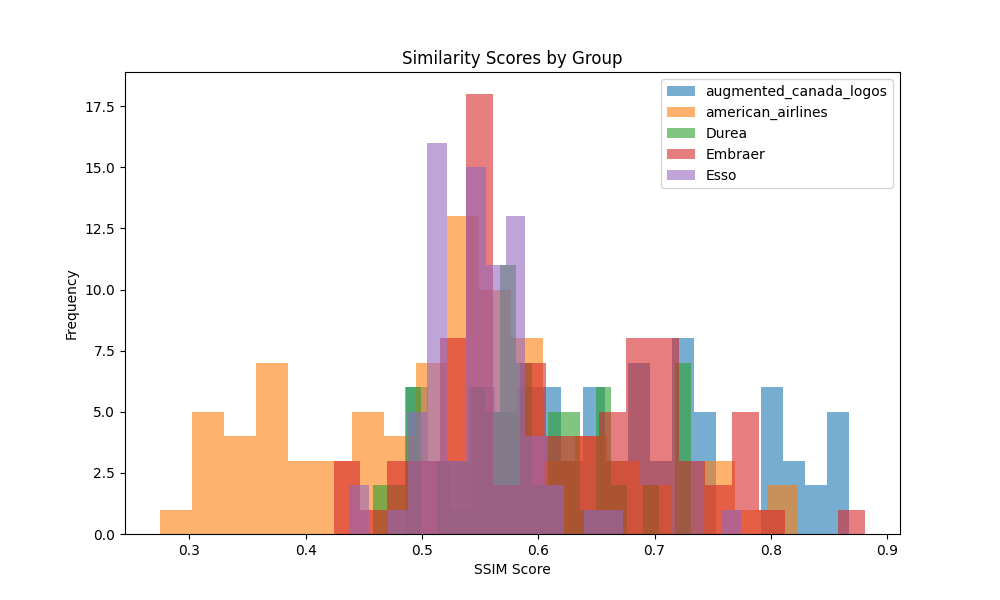 Similarity Scores by Group
augmented_canada_logos
american_airlines
Durea
Embraer
Esso
17.5
15.0
12.5
10.0
7.5
5.0
2.5
0.0
Frequency
0.3 0.4 0.5 0.6 0.7 0.8 0.9
SSIM Score